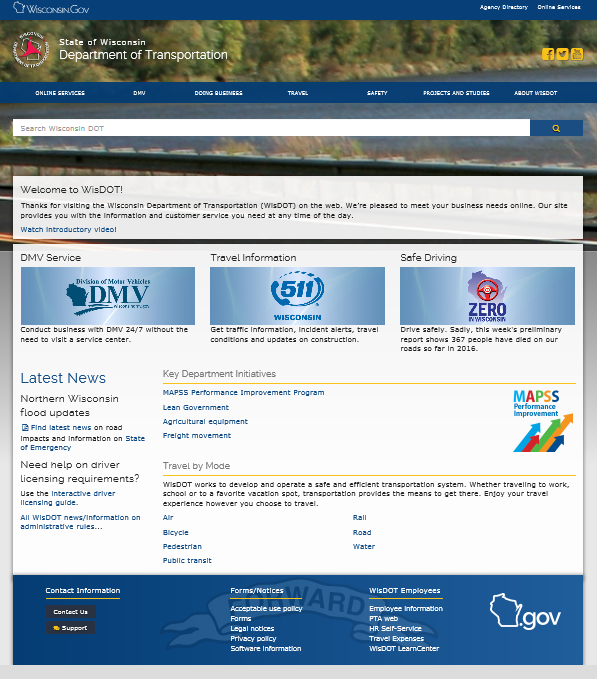 WISCONSIN.GOV
Agency Directory Online Services
State of Wisconsin
Department of Transportation
ONLINE SERVICES DMV DOING BUSINESS TRAVEL SAFETY PROJECTS AND STUDIES ABOUT WISDOT
Search Wisconsin DOT
Welcome to WisDOT!
Thanks for visiting the Wisconsin Department of Transportation (WisDOT) on the web. We're pleased to meet your business needs online. Our site
provides you with the information and customer service you need at any time of the day.
Watch introductory video!
DMV Service
Division of Motor Vehicles
DMV
Conduct business with DMV 24/7 without the
need to visit a service center.
Travel Information
511
WISCONSIN
Get traffic information, incident alerts, travel
conditions and updates on construction.
Safe Driving
ZERO
IN WISCONSIN
Drive safely. Sadly, this week's preliminary
report shows 367 people have died on our
roads so far in 2016.
Latest News
Northern Wisconsin
flood updates
Find latest news on road
impacts and information on State
of Emergency
Need help on driver
licensing requirements?
Use the interactive driver
licensing guide.
All WisDOT news/information on
administrative rules...
Key Department Initiatives
MAPSS Performance Improvement Program
Lean Government
Agricultural equipment
Freight movement
MAPSS
Performance
Improvement
Travel by Mode
WisDOT works to develop and operate a safe and efficient transportation system. Whether traveling to work,
school or to a favorite vacation spot, transportation provides the means to get there. Enjoy your travel
experience however you choose to travel.
Air Rail
Bicycle Road
Pedestrian Water
Public transit
Contact Information
Contact Us
Support
FORWARD
Forms/Notices
Acceptable use policy
Forms
Legal notices
Privacy policy
Software information
WisDOT Employees
Employee information
PTA web
HR Self-Service
Travel Expenses
WisDOT LearnCenter
.gov